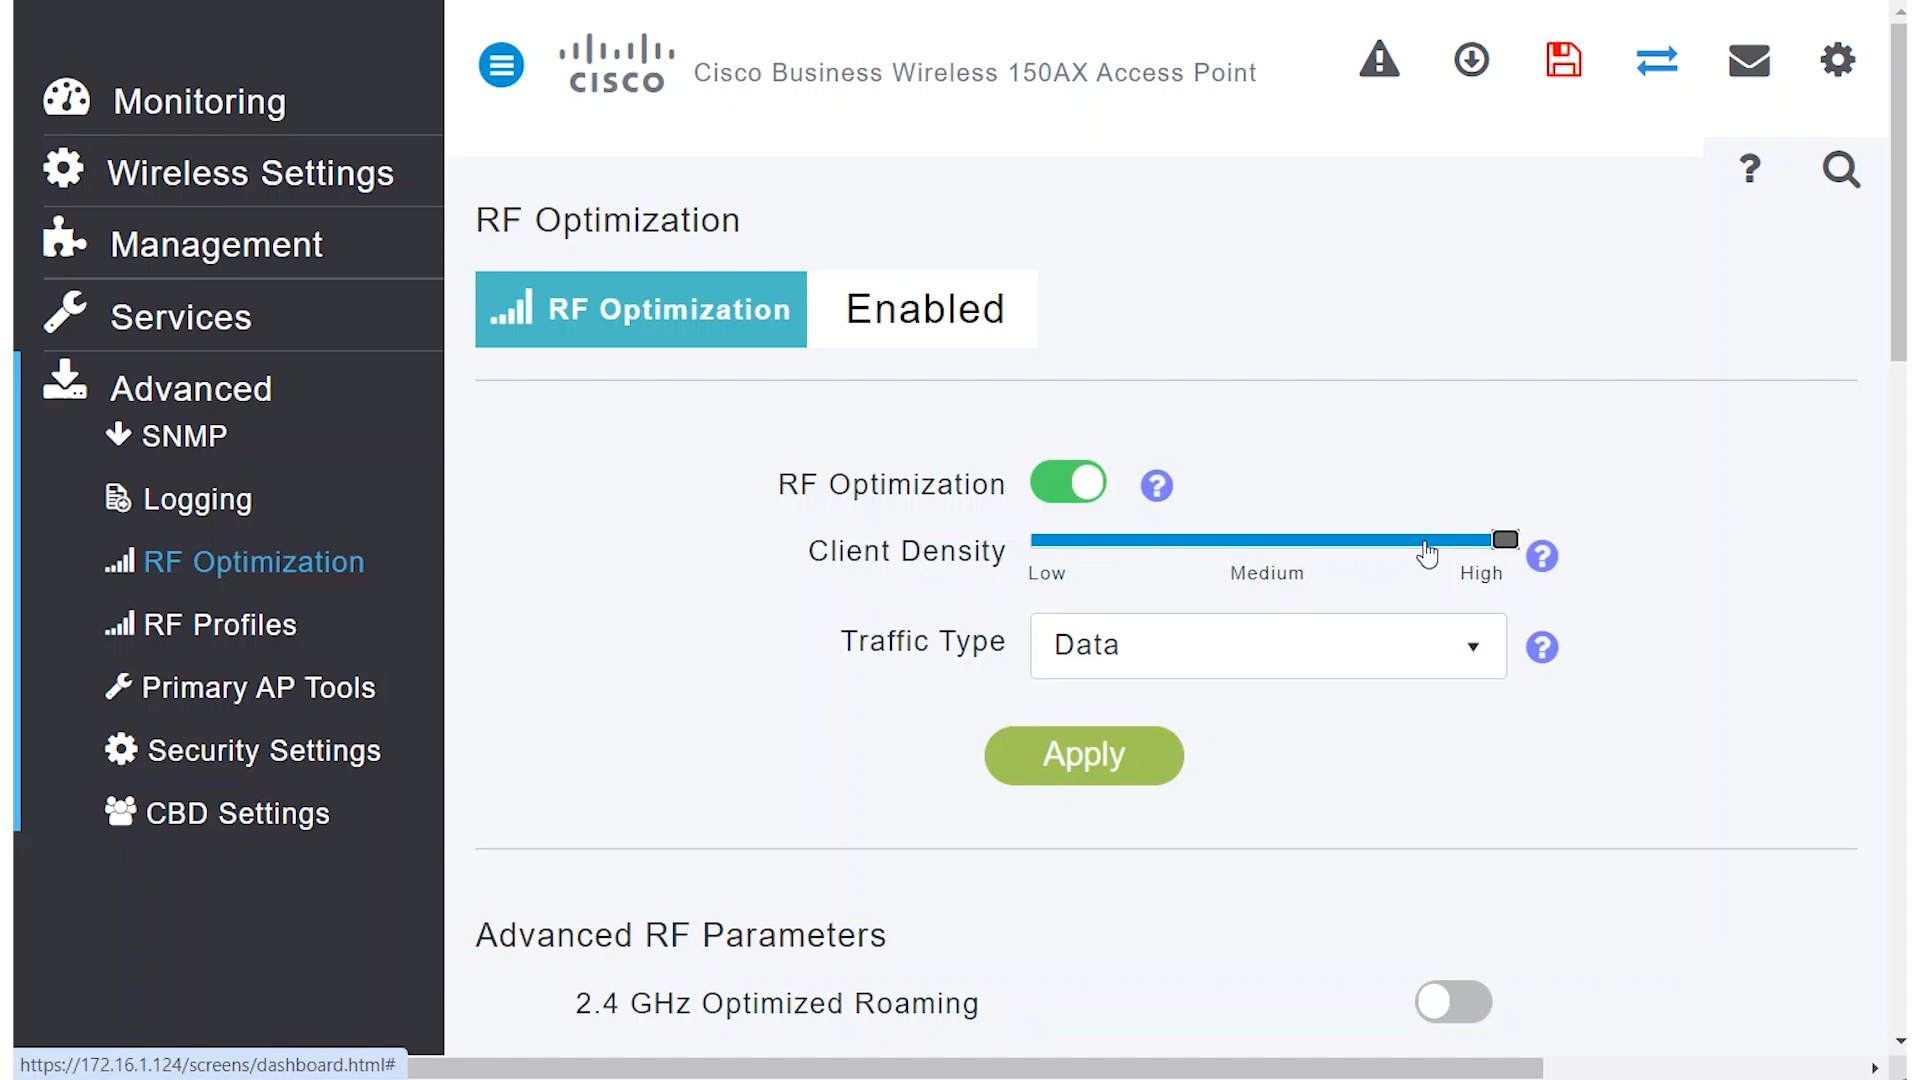 Monitoring
Wireless Settings
Management
Services
Advanced
SNMP
Logging
RF Optimization
RF Profiles
Primary AP Tools
Security Settings
CBD Settings
https://172.16.1.124/screens/dashboard.html#
CISCO
Cisco Business Wireless 150AX Access Point
?
RF Optimization
RF Optimization Enabled
RF Optimization ?
Client Density ?
Low Medium High
Traffic Type Data ?
Apply
Advanced RF Parameters
2.4 GHz Optimized Roaming